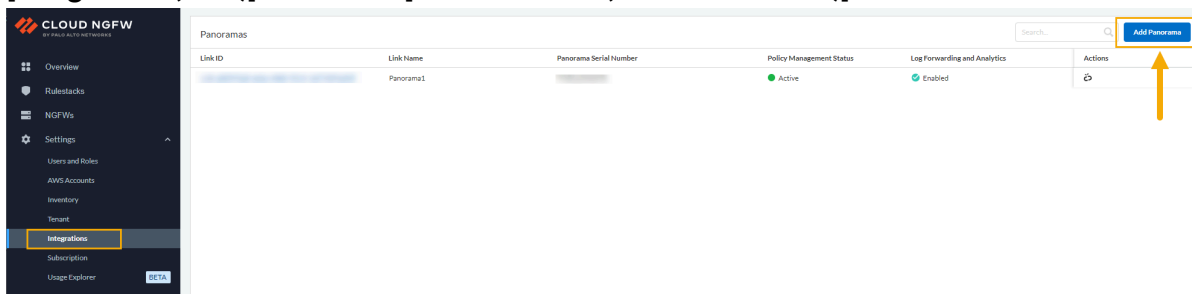 CLOUD NGFW
BY PALO ALTO NETWORKS
Overview
Rulestacks
NGFWs
Settings
Users and Roles
AWS Accounts
Inventory
Tenant
Integrations
Subscription
Usage Explorer BETA
Panoramas
Search...
Add Panorama
Link ID Link Name Panorama Serial Number Policy Management Status Log Forwarding and Analytics Actions
Panorama1 Active Enabled